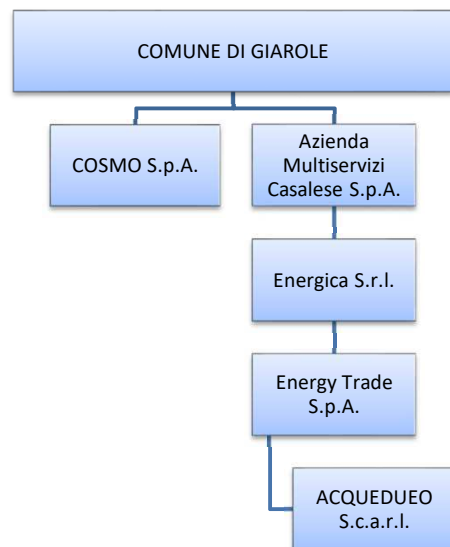 COMUNE DI GIAROLE
COSMO S.p.A.
Azienda
Multiservizi
Casalese S.p.A.
Energica S.r.l.
Energy Trade
S.p.A.
ACQUEDUEO
S.c.a.r.l.